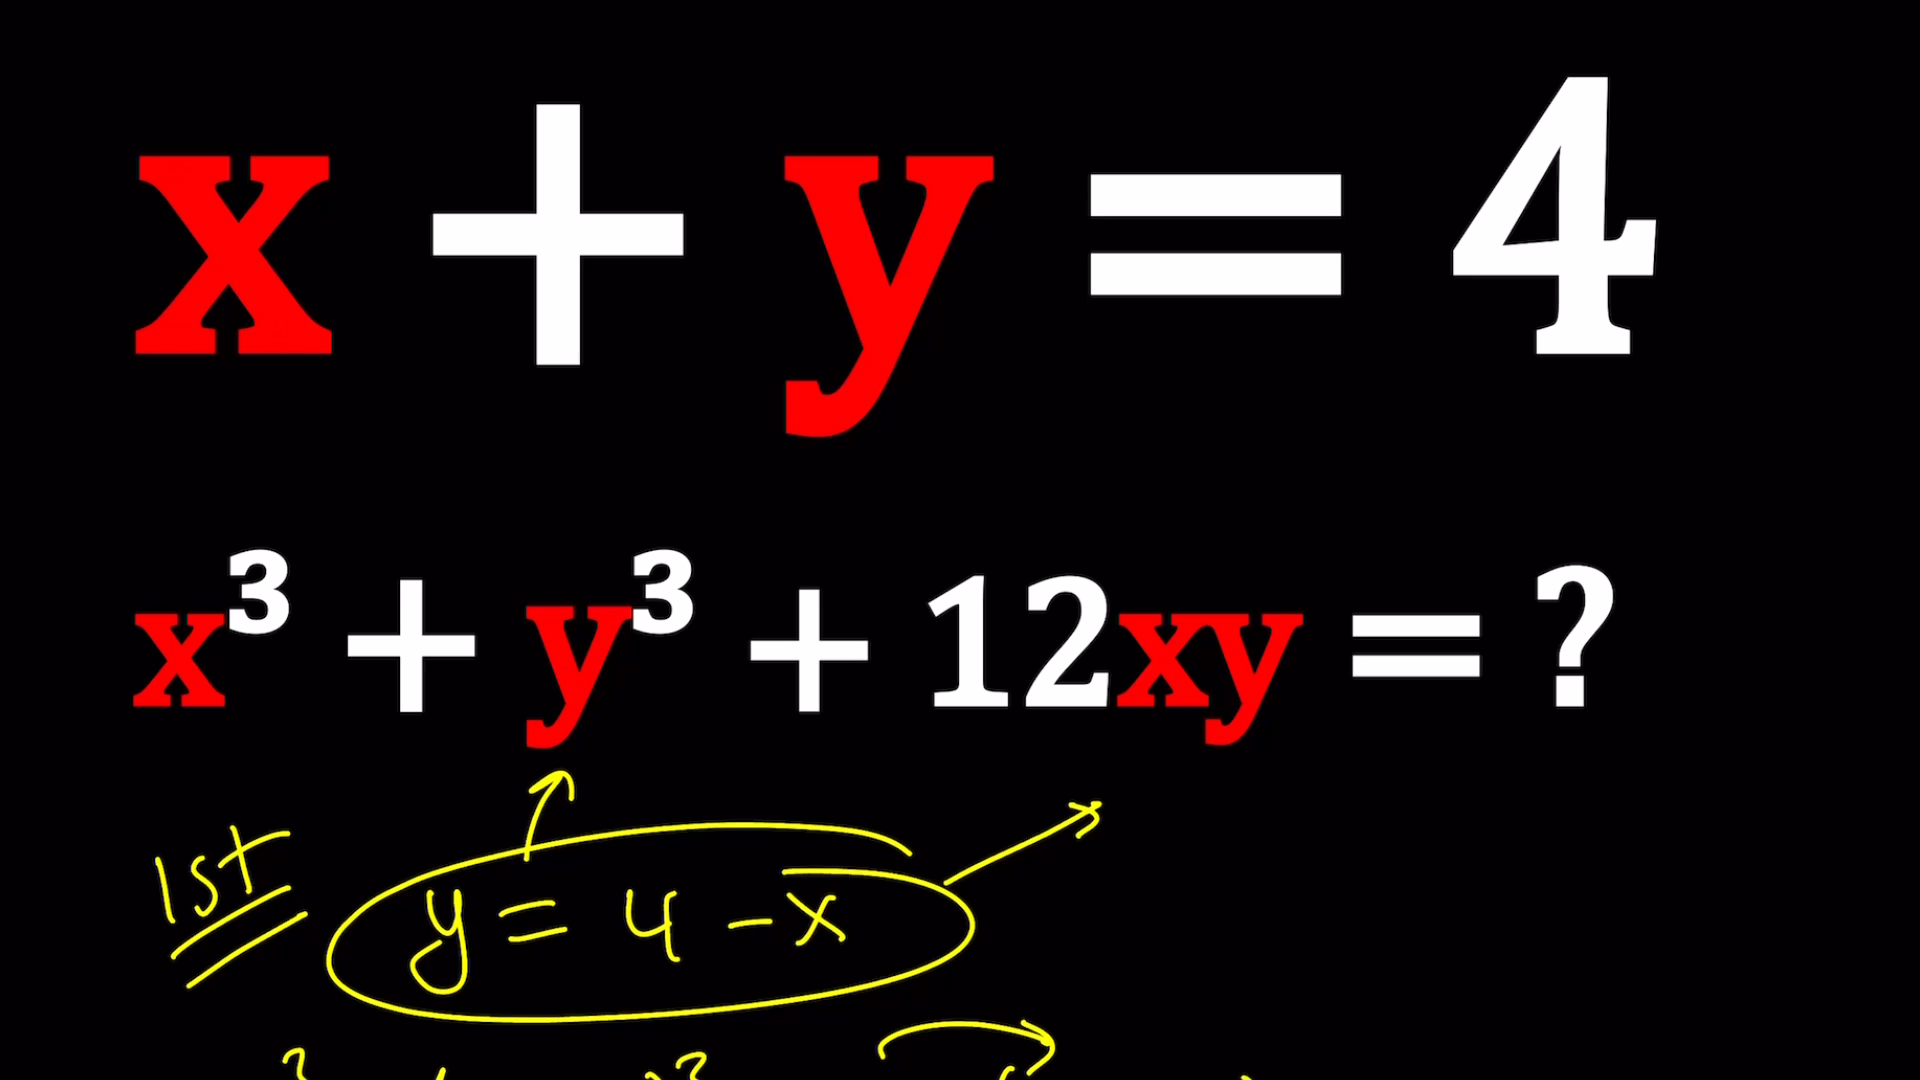 x + y = 4
x³ + y³ + 12xy = ?
1st
y = 4 - x